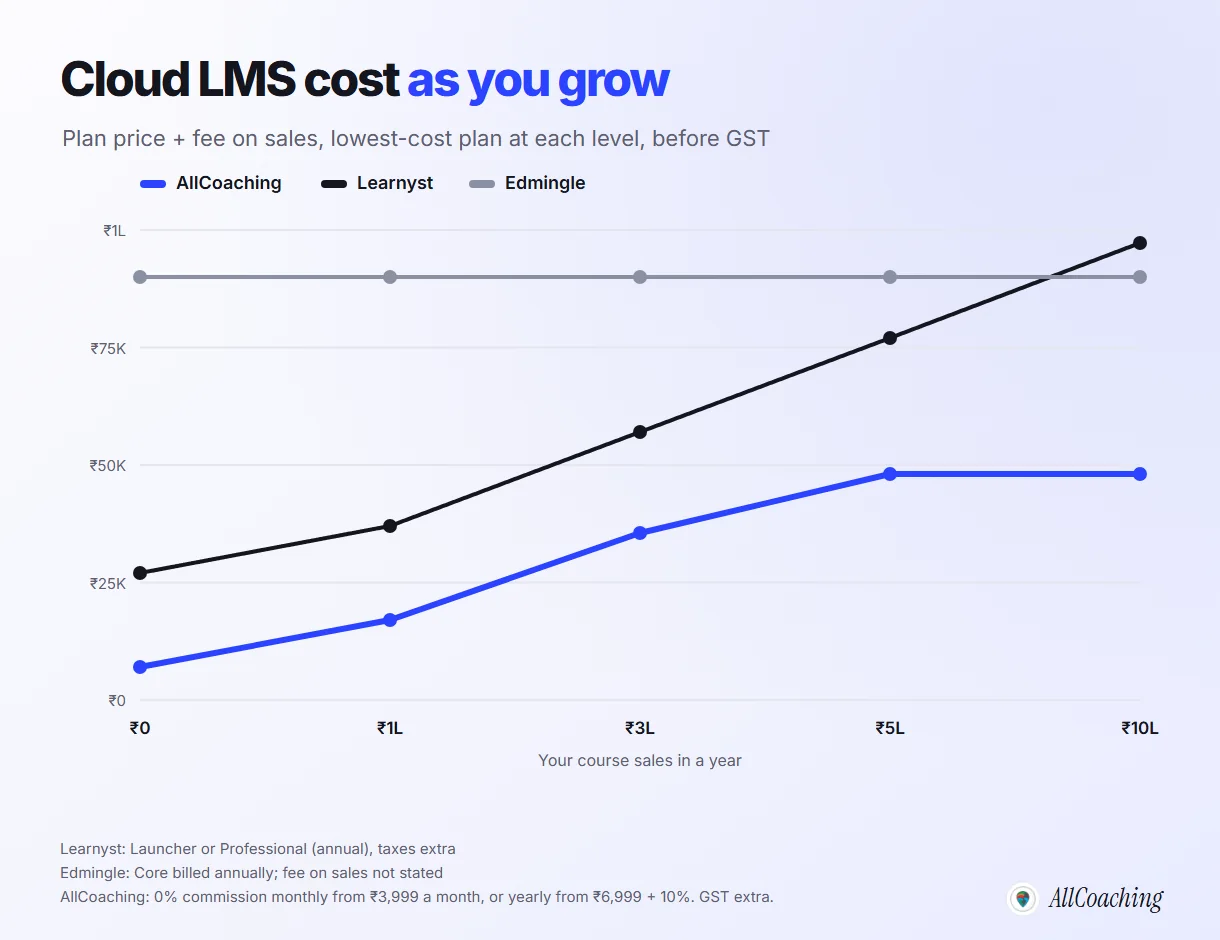 Cloud LMS cost as you grow
Plan price + fee on sales, lowest-cost plan at each level, before GST
AllCoaching Learnyst Edmingle
₹1L
₹75K
₹50K
₹25K
₹0
₹0 ₹1L ₹3L ₹5L ₹10L
Your course sales in a year
Learnyst: Launcher or Professional (annual), taxes extra
Edmingle: Core billed annually; fee on sales not stated
AllCoaching: 0% commission monthly from ₹3,999 a month, or yearly from ₹6,999 + 10%. GST extra.
AllCoaching